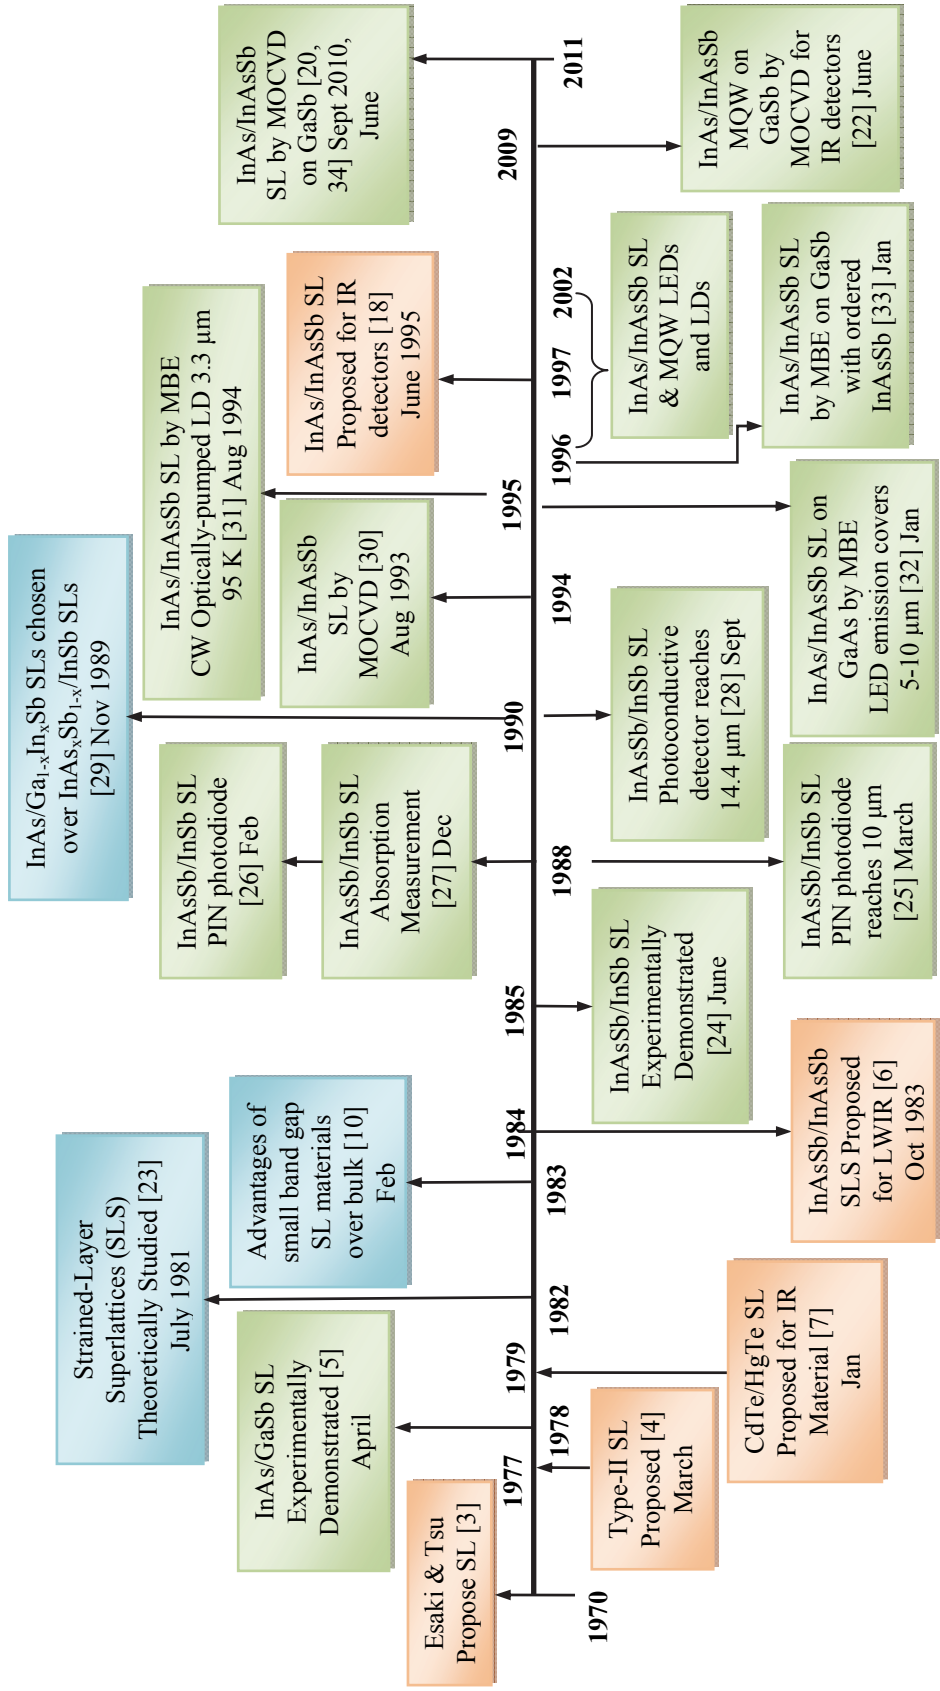 Esaki & Tsu
Propose SL [3]
1970
1977
Type-II SL
Proposed [4]
March
InAs/GaSb SL
Experimentally
Demonstrated [5]
April
1978
1979
CdTe/HgTe SL
Proposed for IR
Material [7]
Jan
Strained-Layer
Superlattices (SLS)
Theoretically Studied [23]
July 1981
1982
Advantages of
small band gap
SL materials
over bulk [10]
Feb
1983
1984
InAsSb/InAsSb
SLS Proposed
for LWIR [6]
Oct 1983
1985
InAsSb/InSb SL
Experimentally
Demonstrated
[24] June
InAsSb/InSb SL
PIN photodiode
[26] Feb
InAsSb/InSb SL
Absorption
Measurement
[27] Dec
1988
InAsSb/InSb SL
PIN photodiode
reaches 10 µm
[25] March
InAs/Ga1-xInxSb SLs chosen
over InAsxSb1-x/InSb SLs
[29] Nov 1989
1990
InAsSb/InSb SL
Photoconductive
detector reaches
14.4 µm [28] Sept
InAs/InAsSb
SL by
MOCVD [30]
Aug 1993
1994
InAs/InAsSb SL by MBE
CW Optically-pumped LD 3.3 µm
95 K [31] Aug 1994
1995
InAs/InAsSb SL on
GaAs by MBE
LED emission covers
5-10 µm [32] Jan
InAs/InAsSb SL
Proposed for IR
detectors [18]
June 1995
1996
1997
2002
InAs/InAsSb SL
& MQW LEDs
and LDs
InAs/InAsSb SL
by MBE on GaSb
with ordered
InAsSb [33] Jan
2009
InAs/InAsSb
MQW on
GaSb by
MOCVD for
IR detectors
[22] June
InAs/InAsSb
SL by MOCVD
on GaSb [20,
34] Sept 2010,
June
2011